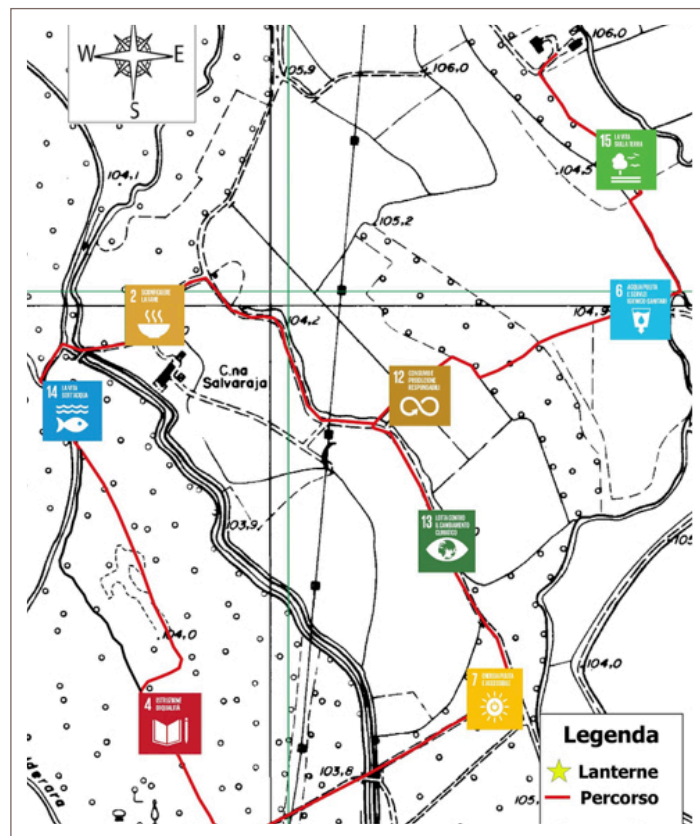 W
E
S
105,9
106,0
106,0
15 LA VITA
SULLA TERRA
104,5
104,1
105,2
2 SCONFIGGERE
LA FAME
6 ACQUA PULITA
E SERVIZI
IGIENICO-SANITARI
104,2
104,9
C.na
Salvaraja
12 CONSUMO E
PRODUZIONE
RESPONSABILI
14 LA VITA
SOTT'ACQUA
103,9
13 LOTTA CONTRO
IL CAMBIAMENTO
CLIMATICO
104,0
104,0
4 ISTRUZIONE
DI QUALITÀ
7 ENERGIA PULITA
E ACCESSIBILE
103,8
105,
Legenda
Lanterne
Percorso